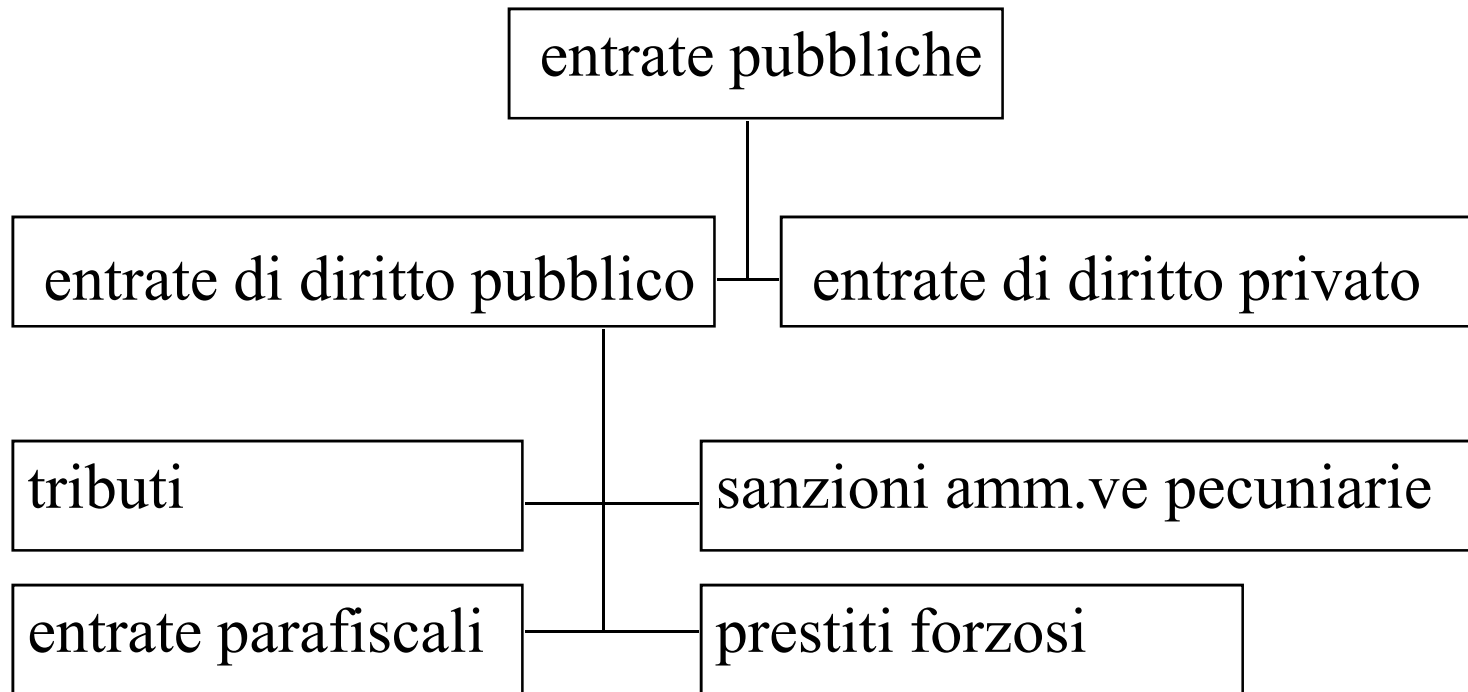 entrate pubbliche
entrate di diritto pubblico
entrate di diritto privato
tributi
sanzioni amm.ve pecuniarie
entrate parafiscali
prestiti forzosi